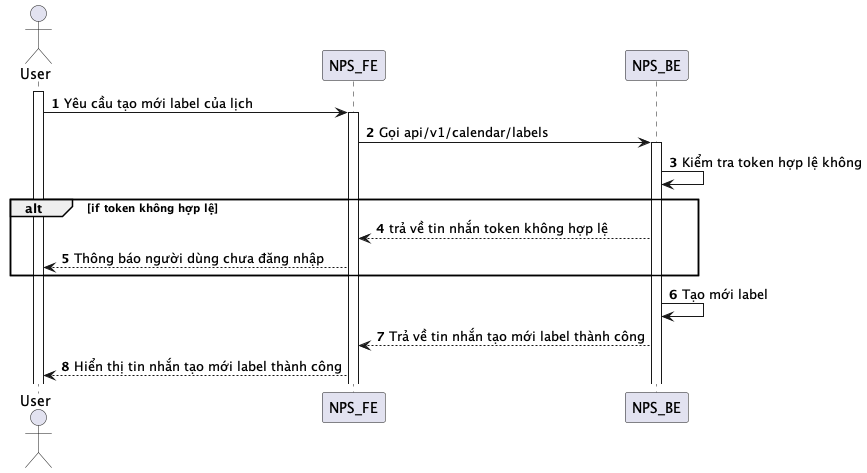 User
NPS_FE
NPS_BE
1 Yêu cầu tạo mới label của lịch
2 Gọi api/v1/calendar/labels
3 Kiểm tra token hợp lệ không
alt [if token không hợp lệ]
4 trả về tin nhắn token không hợp lệ
5 Thông báo người dùng chưa đăng nhập
6 Tạo mới label
7 Trả về tin nhắn tạo mới label thành công
8 Hiển thị tin nhắn tạo mới label thành công
User
NPS_FE
NPS_BE